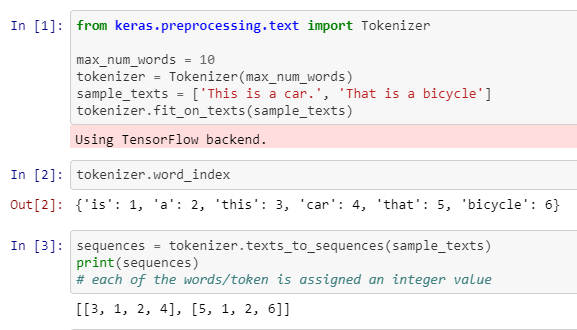 In [1]: from keras.preprocessing.text import Tokenizer
max_num_words = 10
tokenizer = Tokenizer(max_num_words)
sample_texts = ['This is a car.', 'That is a bicycle']
tokenizer.fit_on_texts(sample_texts)
Using TensorFlow backend.
In [2]: tokenizer.word_index
Out[2]: {'is': 1, 'a': 2, 'this': 3, 'car': 4, 'that': 5, 'bicycle': 6}
In [3]: sequences = tokenizer.texts_to_sequences(sample_texts)
print(sequences)
# each of the words/token is assigned an integer value
[[3, 1, 2, 4], [5, 1, 2, 6]]